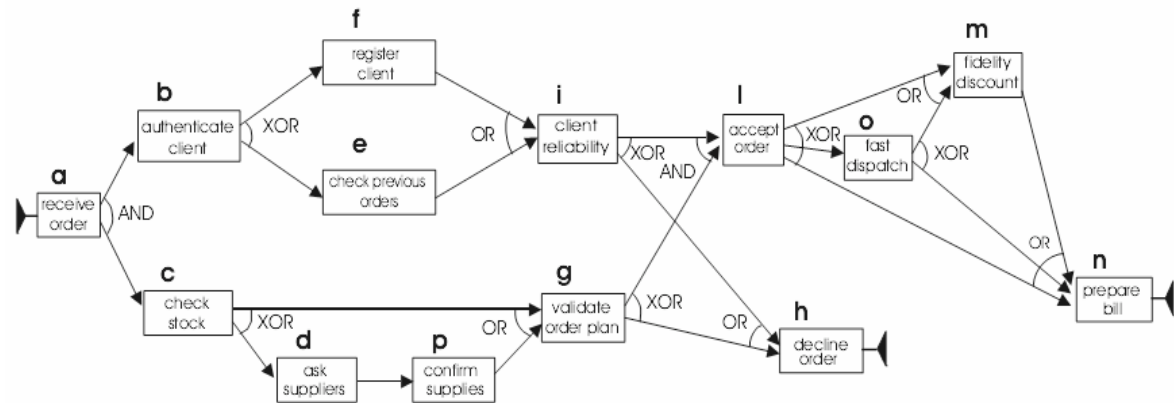 f
m
register
client
fidelity
discount
b
i
l
OR
authenticate
client
XOR
OR
client
reliability
accept
order
XOR
o
fast
dispatch
XOR
e
XOR
AND
a
check previous
orders
receive
order
AND
OR
n
c
g
prepare
bill
check
stock
XOR
OR
validate
order plan
XOR
OR
h
d
p
decline
order
ask
suppliers
confirm
supplies